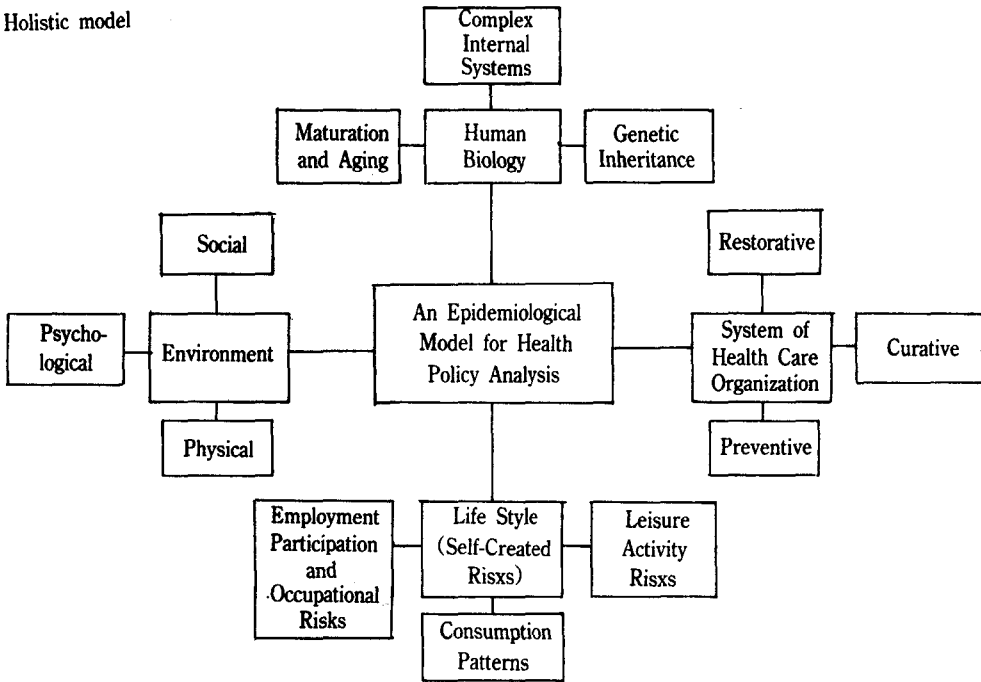 Holistic model
Complex
Internal
Systems
Maturation
and Aging
Human
Biology
Genetic
Inheritance
Social
Psycho-
logical
Environment
Physical
An Epidemiological
Model for Health
Policy Analysis
Restorative
System of
Health Care
Organization
Curative
Preventive
Employment
Participation
and
Occupational
Risks
Life Style
(Self-Created
Risxs)
Leisure
Activity
Risxs
Consumption
Patterns